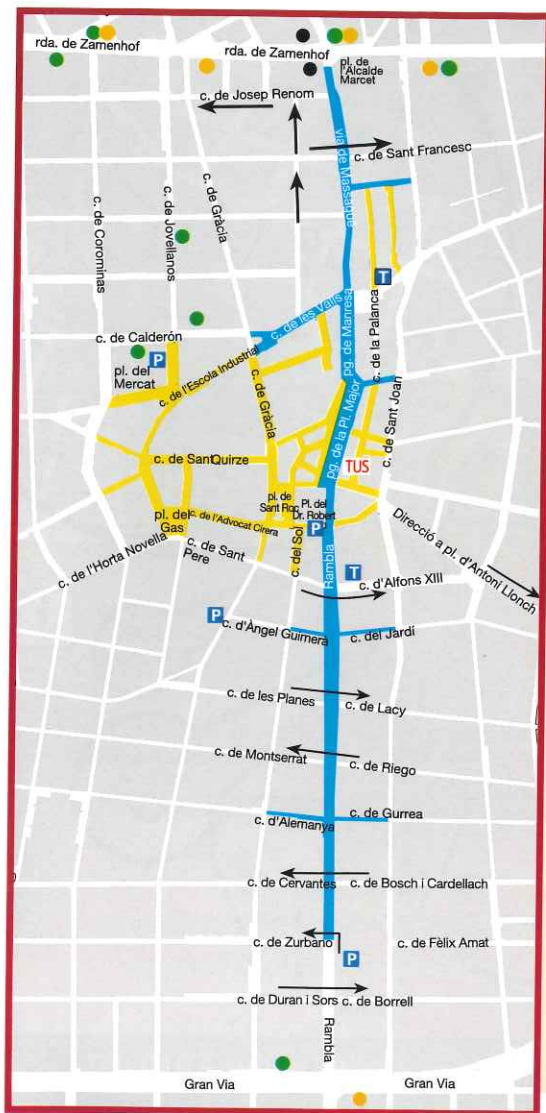 rda. de Zamenhof
rda. de Zamenhof
pl. de
l'Alcalde
Marcet
c. de Josep Renom
via de Massagué
c. de Sant Francesc
c. de Corominas
c. de Jovellanos
c. de Gràcia
T
c. de les Valls
pg. de Manresa
c. de la Palanca
c. de Calderón
P
pl. del
Mercat
c. de l'Escola Industrial
c. de Gràcia
pg. de la Pl. Major
c. de Sant Joan
TUS
c. de Sant Quirze
pl. de
Sant Roc
Pl. del
Dr. Robert
P
pl. del
Gas
c. de l'Advocat Cirera
c. del Sol
Direcció a pl. d'Antoni Llonch
c. de l'Horta Novella
c. de Sant
Pere
Rambla
T
c. d'Alfons XIII
P
c. d'Àngel Guimerà
c. del Jardí
c. de les Planes
c. de Lacy
c. de Montserrat
c. de Riego
c. de Gurrea
c. d'Alemanya
c. de Cervantes
c. de Bosch i Cardellach
c. de Zurbano
c. de Fèlix Amat
P
c. de Duran i Sors
c. de Borrell
Rambla
Gran Via
Gran Via